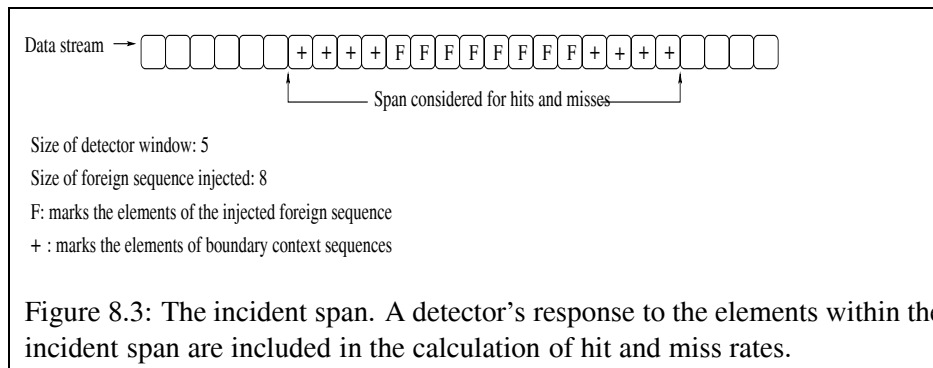 Data stream
+ + + + F F F F F F F F + + + +
Span considered for hits and misses
Size of detector window: 5
Size of foreign sequence injected: 8
F: marks the elements of the injected foreign sequence
+ : marks the elements of boundary context sequences
Figure 8.3: The incident span. A detector's response to the elements within the
incident span are included in the calculation of hit and miss rates.